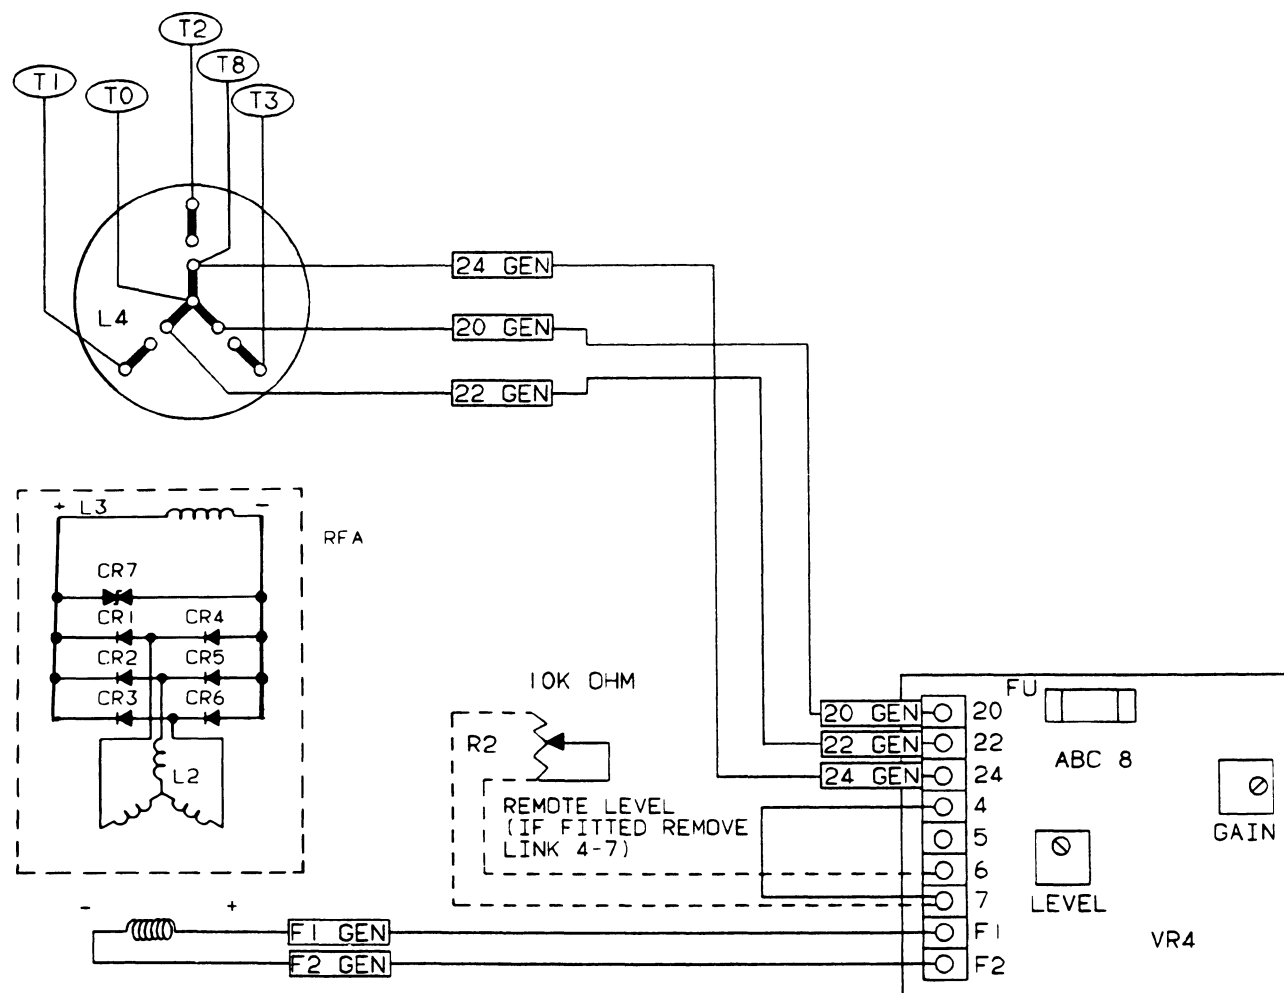 T2
T8
T1
T0
T3
24 GEN
L4
20 GEN
22 GEN
+ L3 -
RFA
CR7
CR1 CR4
CR2 CR5
CR3 CR6
L2
10K OHM
R2
REMOTE LEVEL
(IF FITTED REMOVE
LINK 4-7)
FU
20 GEN 20
22 GEN 22
24 GEN 24
4
5
6
7
F1
F2
ABC 8
GAIN
LEVEL
VR4
- +
F1 GEN
F2 GEN